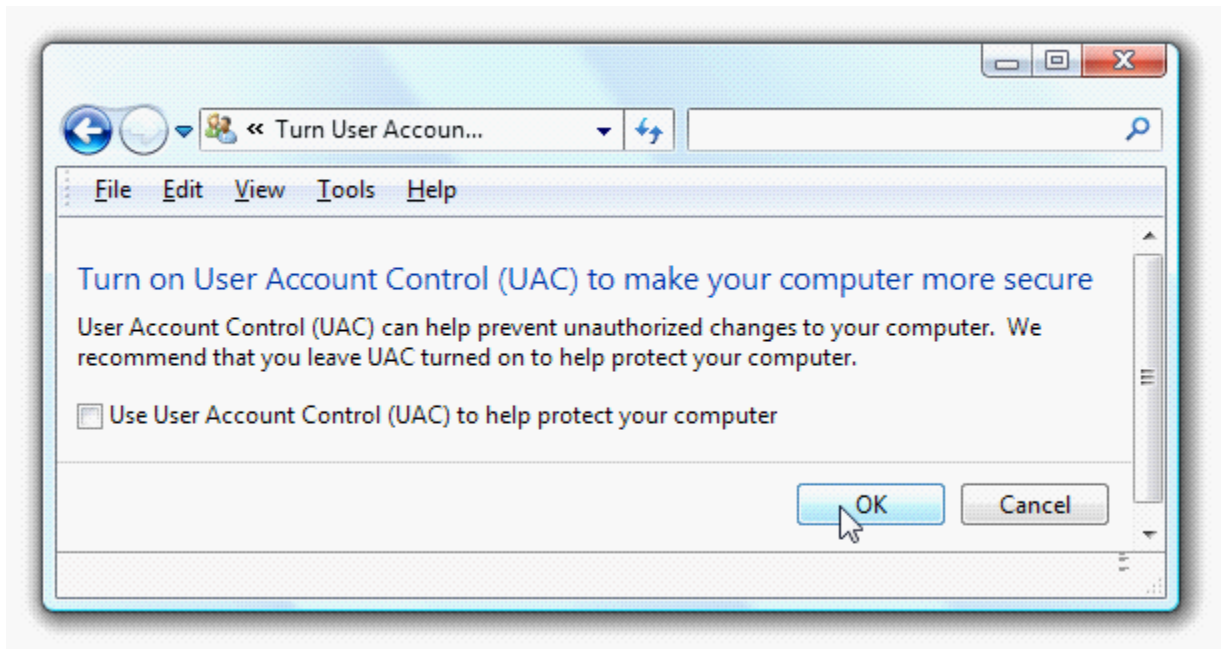 « Turn User Accoun...
File Edit View Tools Help
Turn on User Account Control (UAC) to make your computer more secure
User Account Control (UAC) can help prevent unauthorized changes to your computer. We
recommend that you leave UAC turned on to help protect your computer.
Use User Account Control (UAC) to help protect your computer
OK Cancel